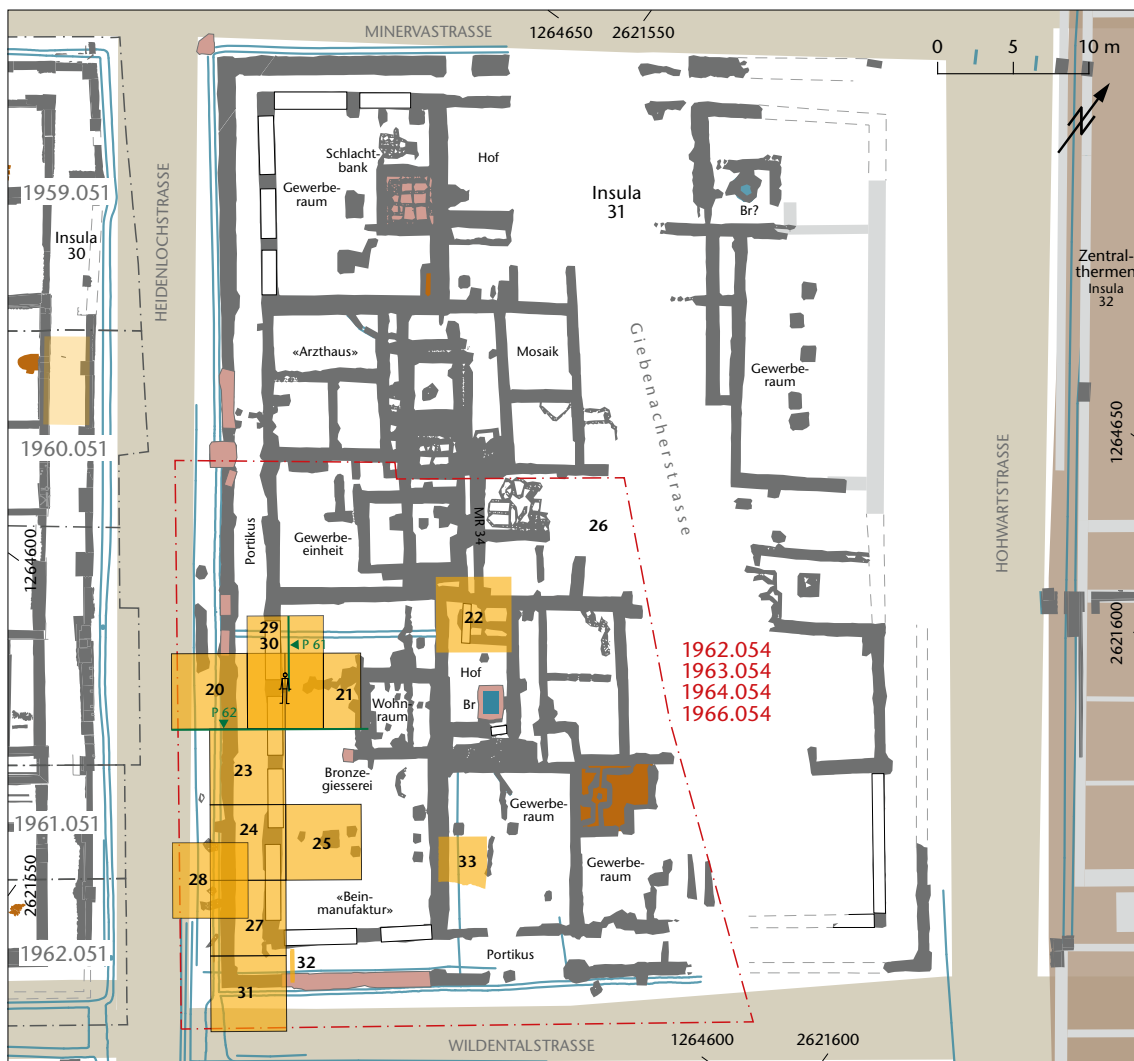 MINERVASTRASSE
1264650
2621550
0
5
10 m
HEIDENLOCHSTRASSE
1959.051
Insula
30
Schlacht-
bank
Gewerbe-
raum
Hof
Insula
31
Br?
Zentral-
thermen
Insula
32
«Arzthaus»
Mosaik
Giebenacherstrasse
Gewerbe-
raum
1960.051
1264650
Portikus
Gewerbe-
einheit
MR 34
26
HOHWARTSTRASSE
1264600
22
29
30
P 61
20
21
P 62
Hof
Br
Wohn-
raum
1962.054
1963.054
1964.054
1966.054
2621600
23
Bronze-
giesserei
24
25
Gewerbe-
raum
1961.051
28
33
Gewerbe-
raum
2621550
27
«Bein-
manufaktur»
1962.051
32
Portikus
31
WILDENTALSTRASSE
1264600
2621600